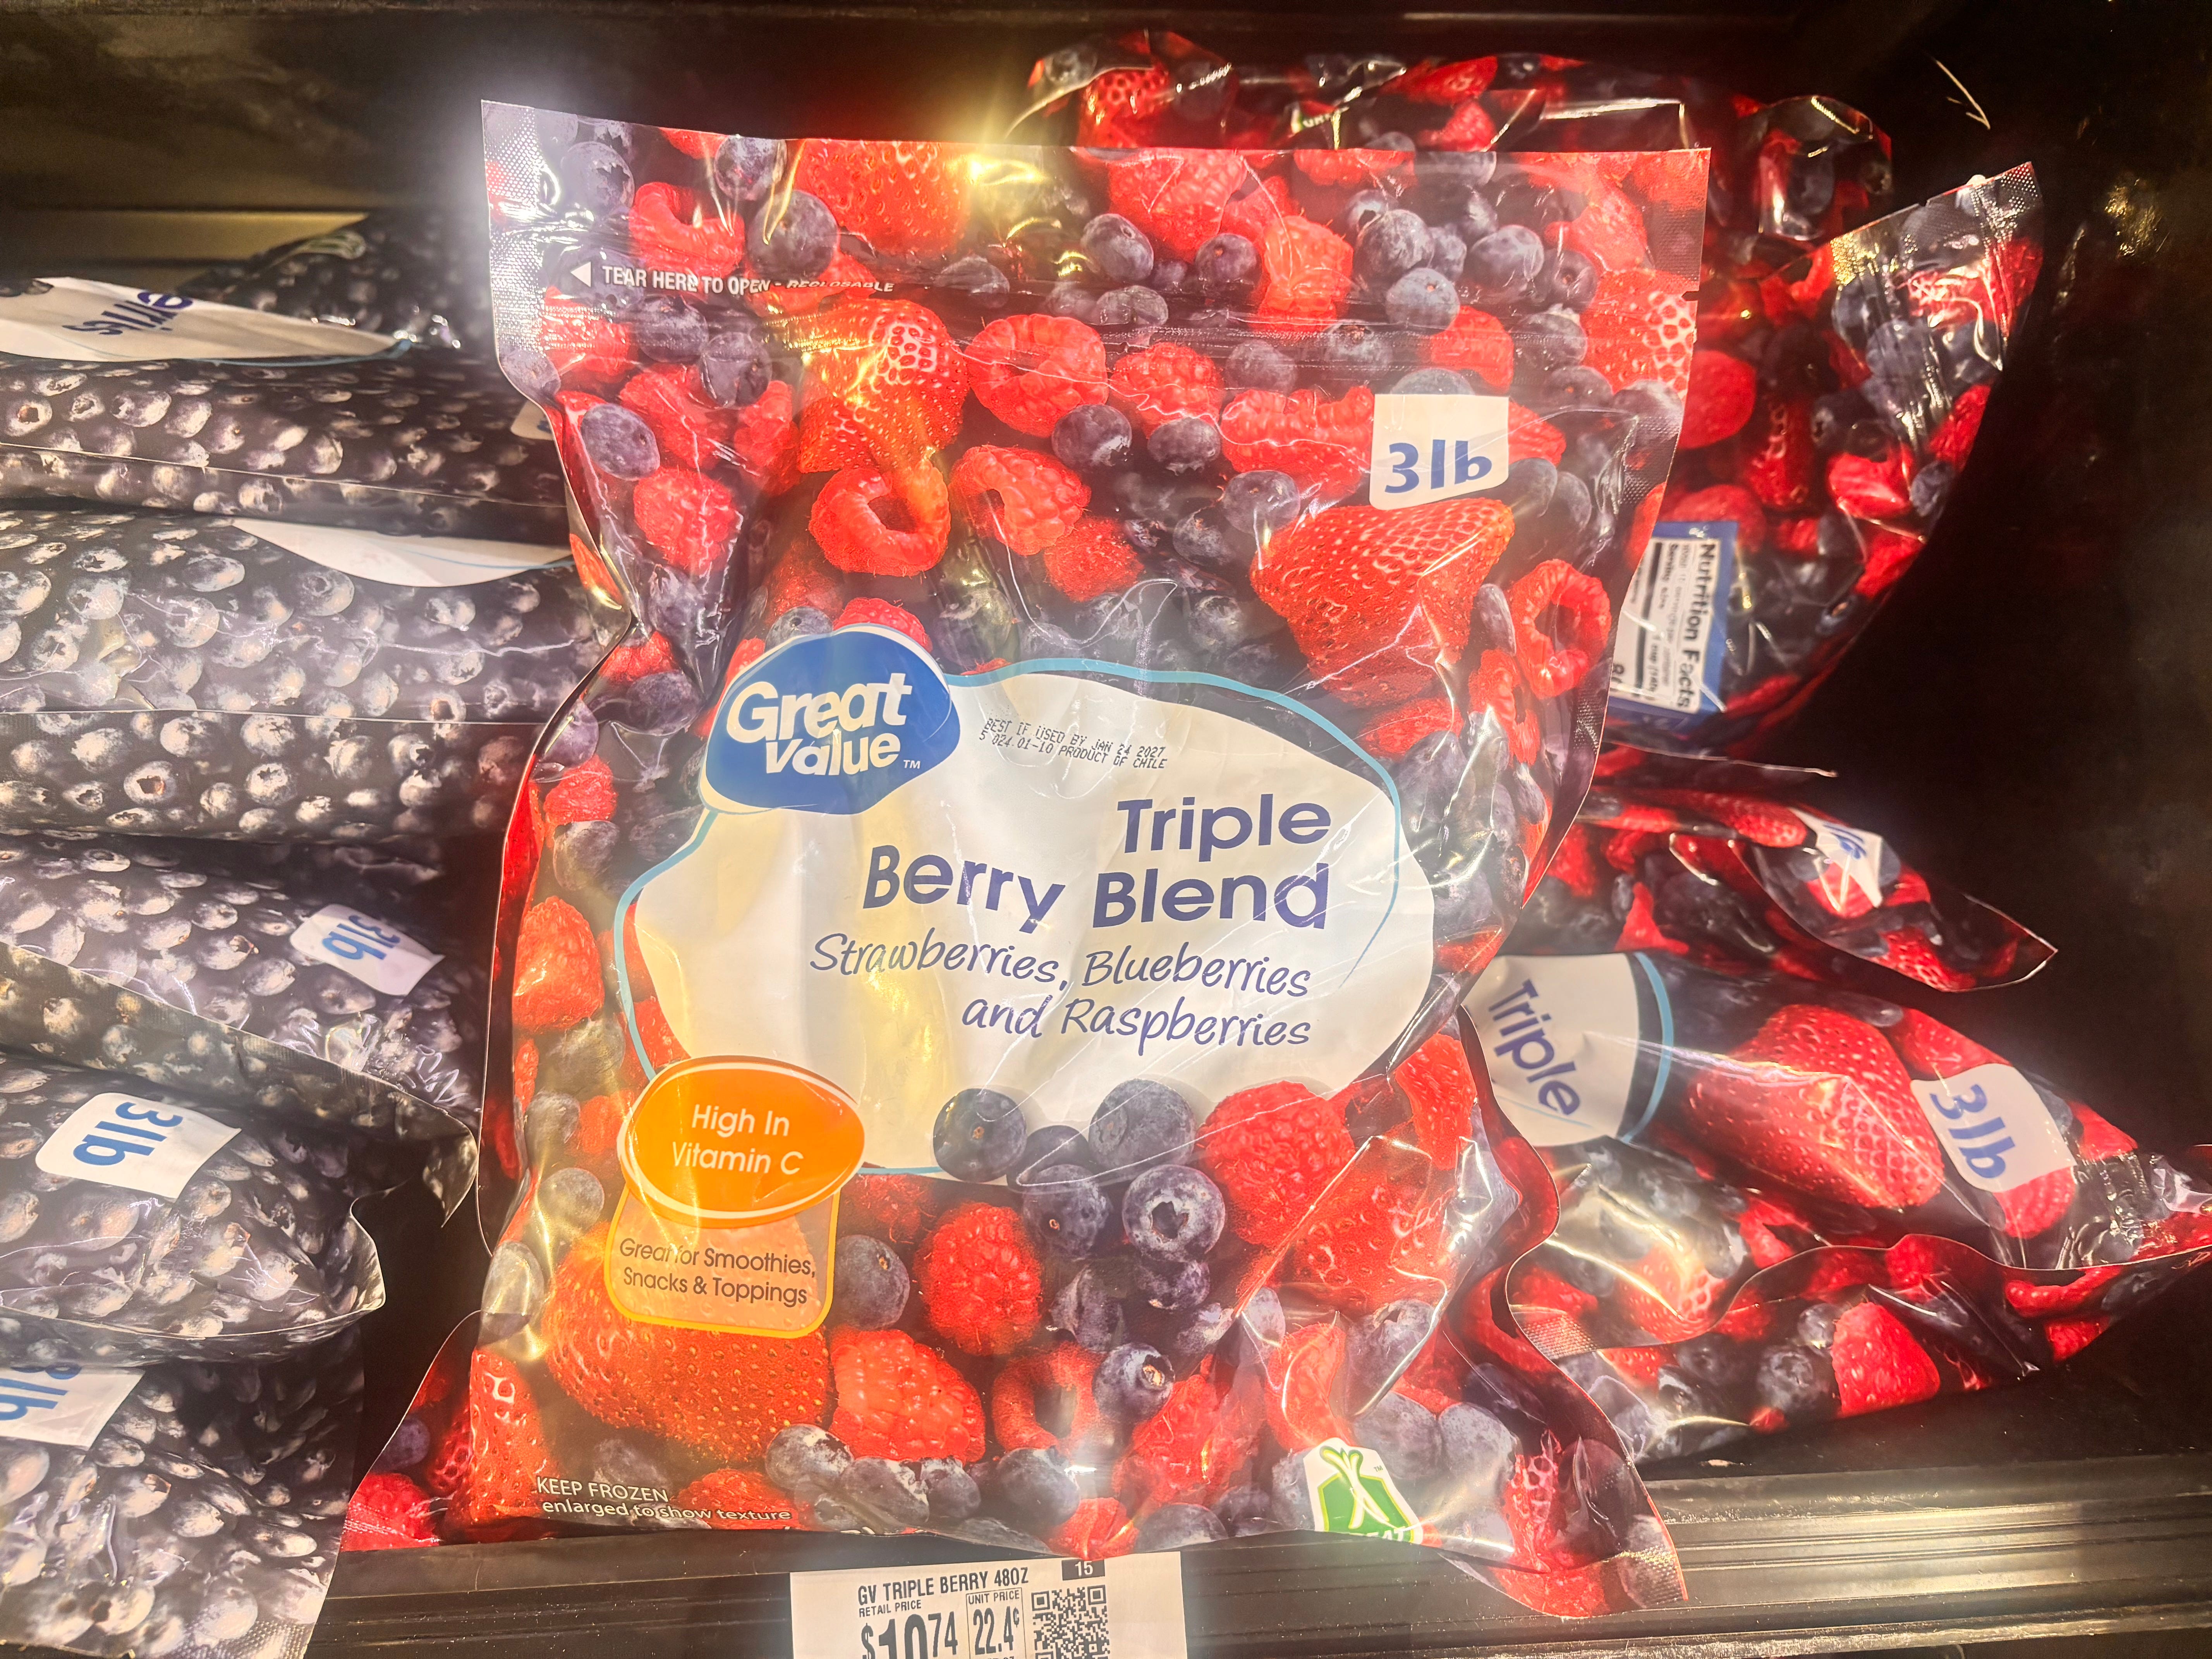 TEAR HERE TO OPEN - RECLOSABLE
3lb
Great
Value™
BEST IF USED BY JAN 24 2027
5 024 01-10 PRODUCT OF CHILE
Triple
Berry Blend
Strawberries, Blueberries
and Raspberries
High In
Vitamin C
Great for Smoothies,
Snacks & Toppings
KEEP FROZEN
enlarged to show texture
Nutrition Facts
Triple
3lb
3lb
3lb
3lb
GV TRIPLE BERRY 48OZ
15
RETAIL PRICE
UNIT PRICE
$10.74
22.4¢